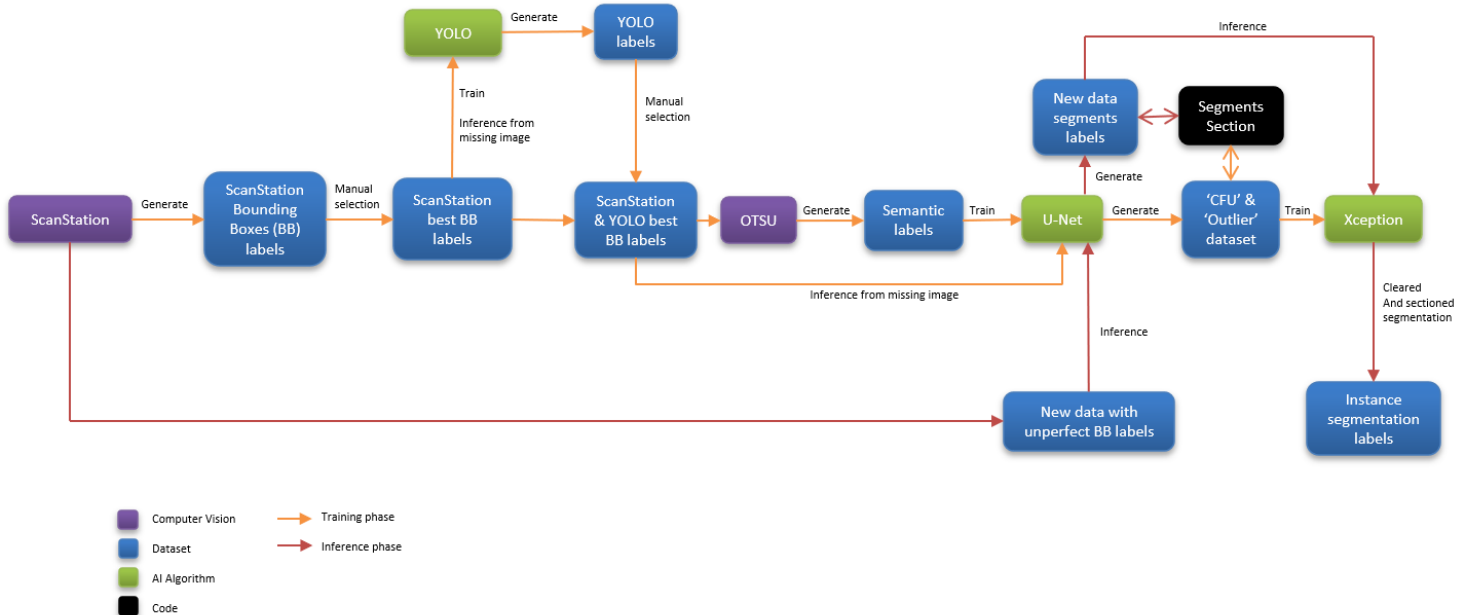 Generate
YOLO
YOLO
labels
Inference
Train
Inference from
missing image
Manual
selection
New data
segments
labels
Segments
Section
Generate
ScanStation
Generate
ScanStation
Bounding
Boxes (BB)
labels
Manual
selection
ScanStation
best BB
labels
ScanStation
& YOLO best
BB labels
OTSU
Generate
Semantic
labels
Train
U-Net
Generate
‘CFU’ &
‘Outlier’
dataset
Train
Xception
Inference from missing image
Cleared
And sectioned
segmentation
Inference
New data with
unperfect BB labels
Instance
segmentation
labels
Computer Vision
Training phase
Dataset
Inference phase
AI Algorithm
Code